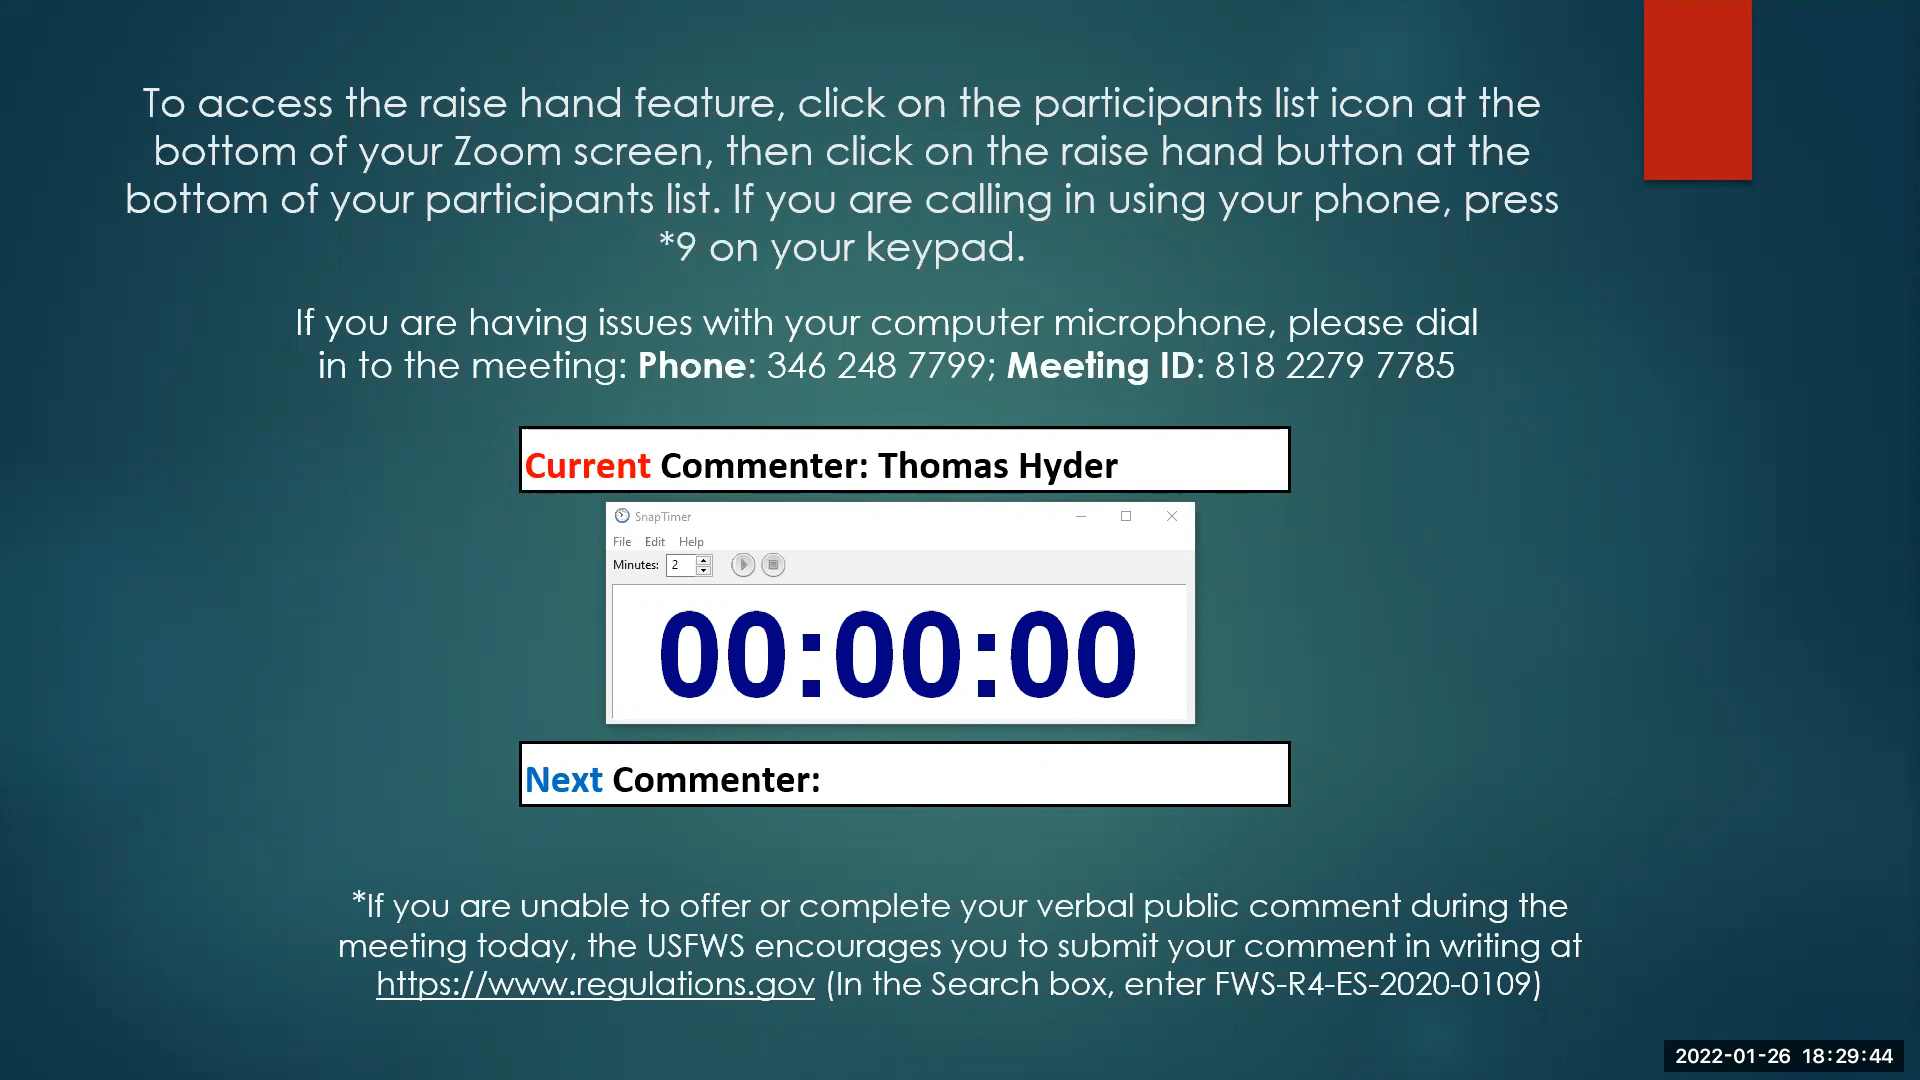 To access the raise hand feature, click on the participants list icon at the
bottom of your Zoom screen, then click on the raise hand button at the
bottom of your participants list. If you are calling in using your phone, press
*9 on your keypad.
If you are having issues with your computer microphone, please dial
in to the meeting: Phone: 346 248 7799; Meeting ID: 818 2279 7785
Current Commenter: Thomas Hyder
SnapTimer
File Edit Help
Minutes: 2
00:00:00
Next Commenter:
*If you are unable to offer or complete your verbal public comment during the
meeting today, the USFWS encourages you to submit your comment in writing at
https://www.regulations.gov (In the Search box, enter FWS-R4-ES-2020-0109)
2022-01-26 18:29:44